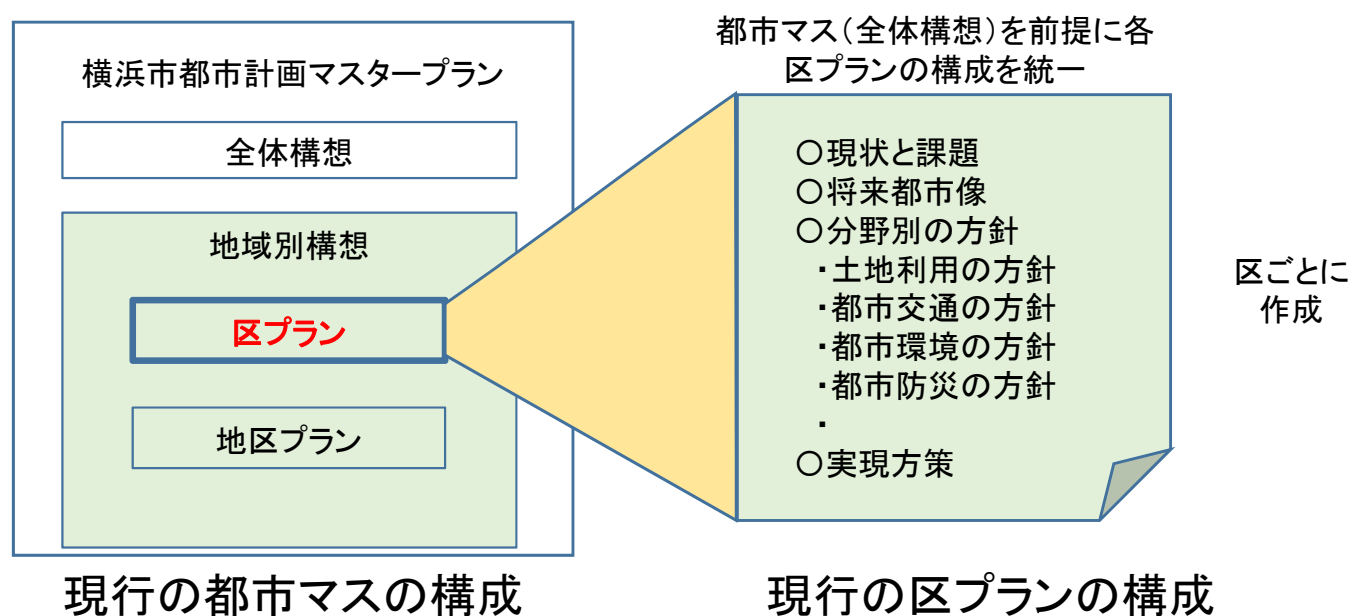 横浜市都市計画マスタープラン
全体構想
地域別構想
区プラン
地区プラン
現行の都市マスの構成
都市マス（全体構想）を前提に各
区プランの構成を統一
〇現状と課題
〇将来都市像
〇分野別の方針
・土地利用の方針
・都市交通の方針
・都市環境の方針
・都市防災の方針
・
〇実現方策
区ごとに
作成
現行の区プランの構成